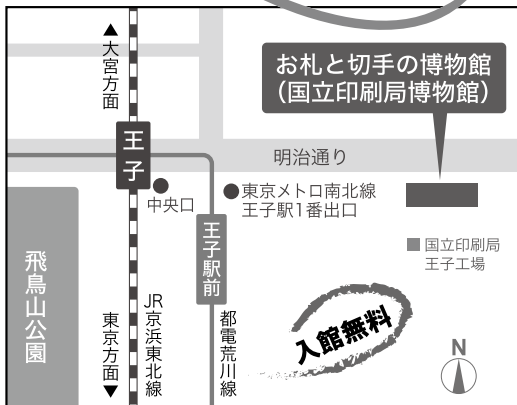 ▲大宮方面
お札と切手の博物館
（国立印刷局博物館）
王子
明治通り
中央口
東京メトロ南北線
王子駅1番出口
王子駅前
国立印刷局
王子工場
飛鳥山公園
東京方面▼
JR京浜東北線
都電荒川線
入館無料
N